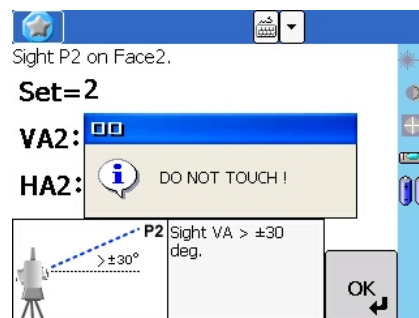 Sight P2 on Face2.
Set=2
VA2:
DO NOT TOUCH !
HA2:
P2
>±30°
Sight VA > ±30
deg.
OK